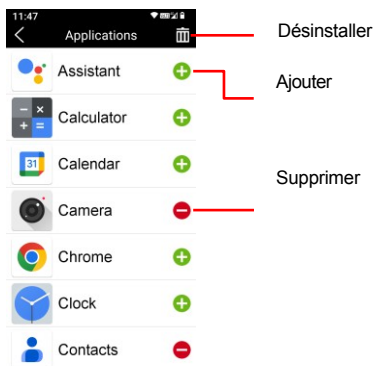 11:47
Applications
Désinstaller
Assistant
Ajouter
Calculator
31
Calendar
Supprimer
Camera
Chrome
Clock
Contacts